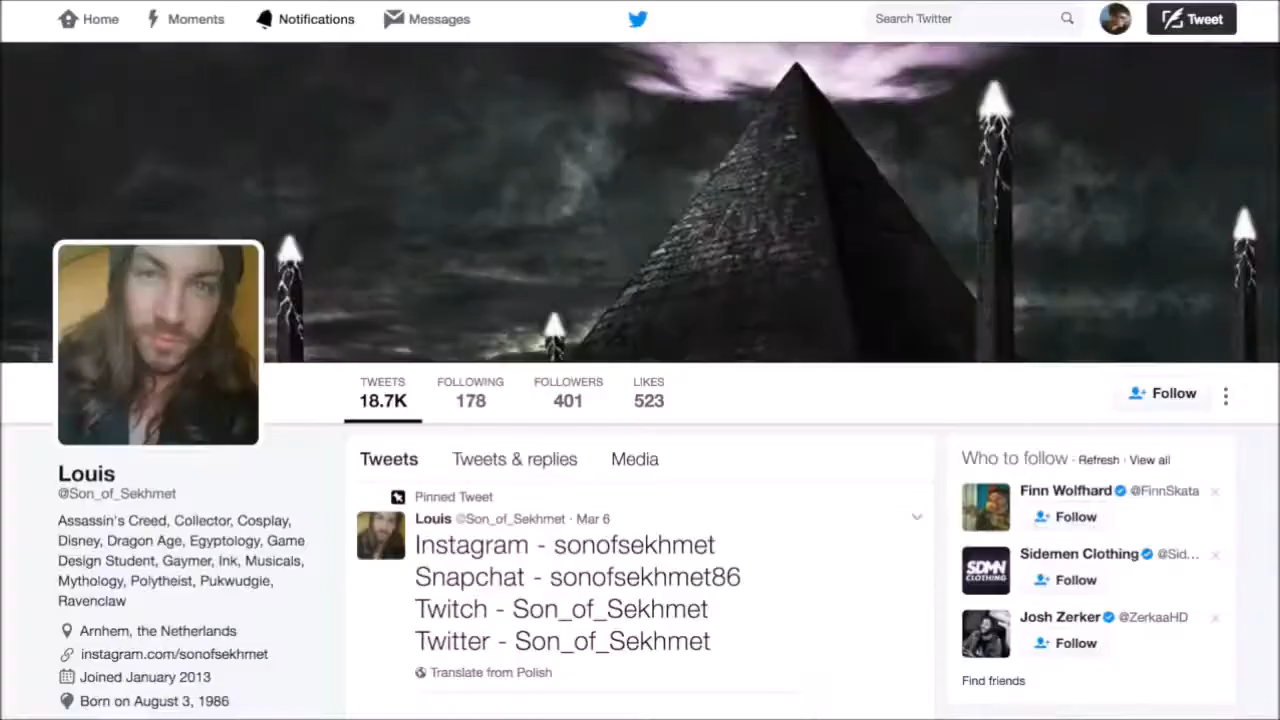 Home
Moments
Notifications
Messages
Search Twitter
Tweet
TWEETS
18.7K
FOLLOWING
178
FOLLOWERS
401
LIKES
523
Follow
Louis
@Son_of_Sekhmet
Assassin's Creed, Collector, Cosplay,
Disney, Dragon Age, Egyptology, Game
Design Student, Gaymer, Ink, Musicals,
Mythology, Polytheist, Pukwudgie,
Ravenclaw
Arnhem, the Netherlands
instagram.com/sonofsekhmet
Joined January 2013
Born on August 3, 1986
Tweets
Tweets & replies
Media
Pinned Tweet
Louis @Son_of_Sekhmet · Mar 6
Instagram - sonofsekhmet
Snapchat - sonofsekhmet86
Twitch - Son_of_Sekhmet
Twitter - Son_of_Sekhmet
Translate from Polish
Who to follow · Refresh · View all
Finn Wolfhard @FinnSkata
Follow
SDMN
CLOTHING
Sidemen Clothing @Sid...
Follow
Josh Zerker @ZerkaaHD
Follow
Find friends